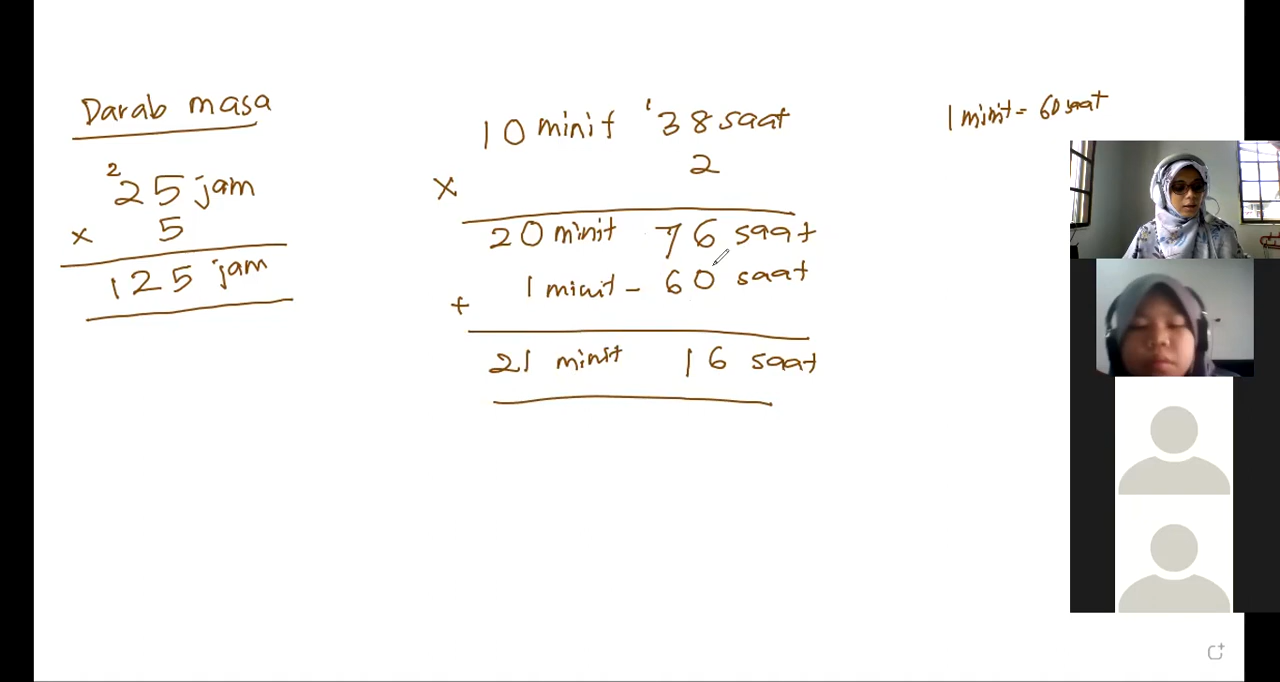 Darab masa
2
25 jam
x 5
125 jam
1
10 minit 38 saat
x 2
20 minit 76 saat
+ 1 minit - 60 saat
21 minit 16 saat
1 minit = 60 saat